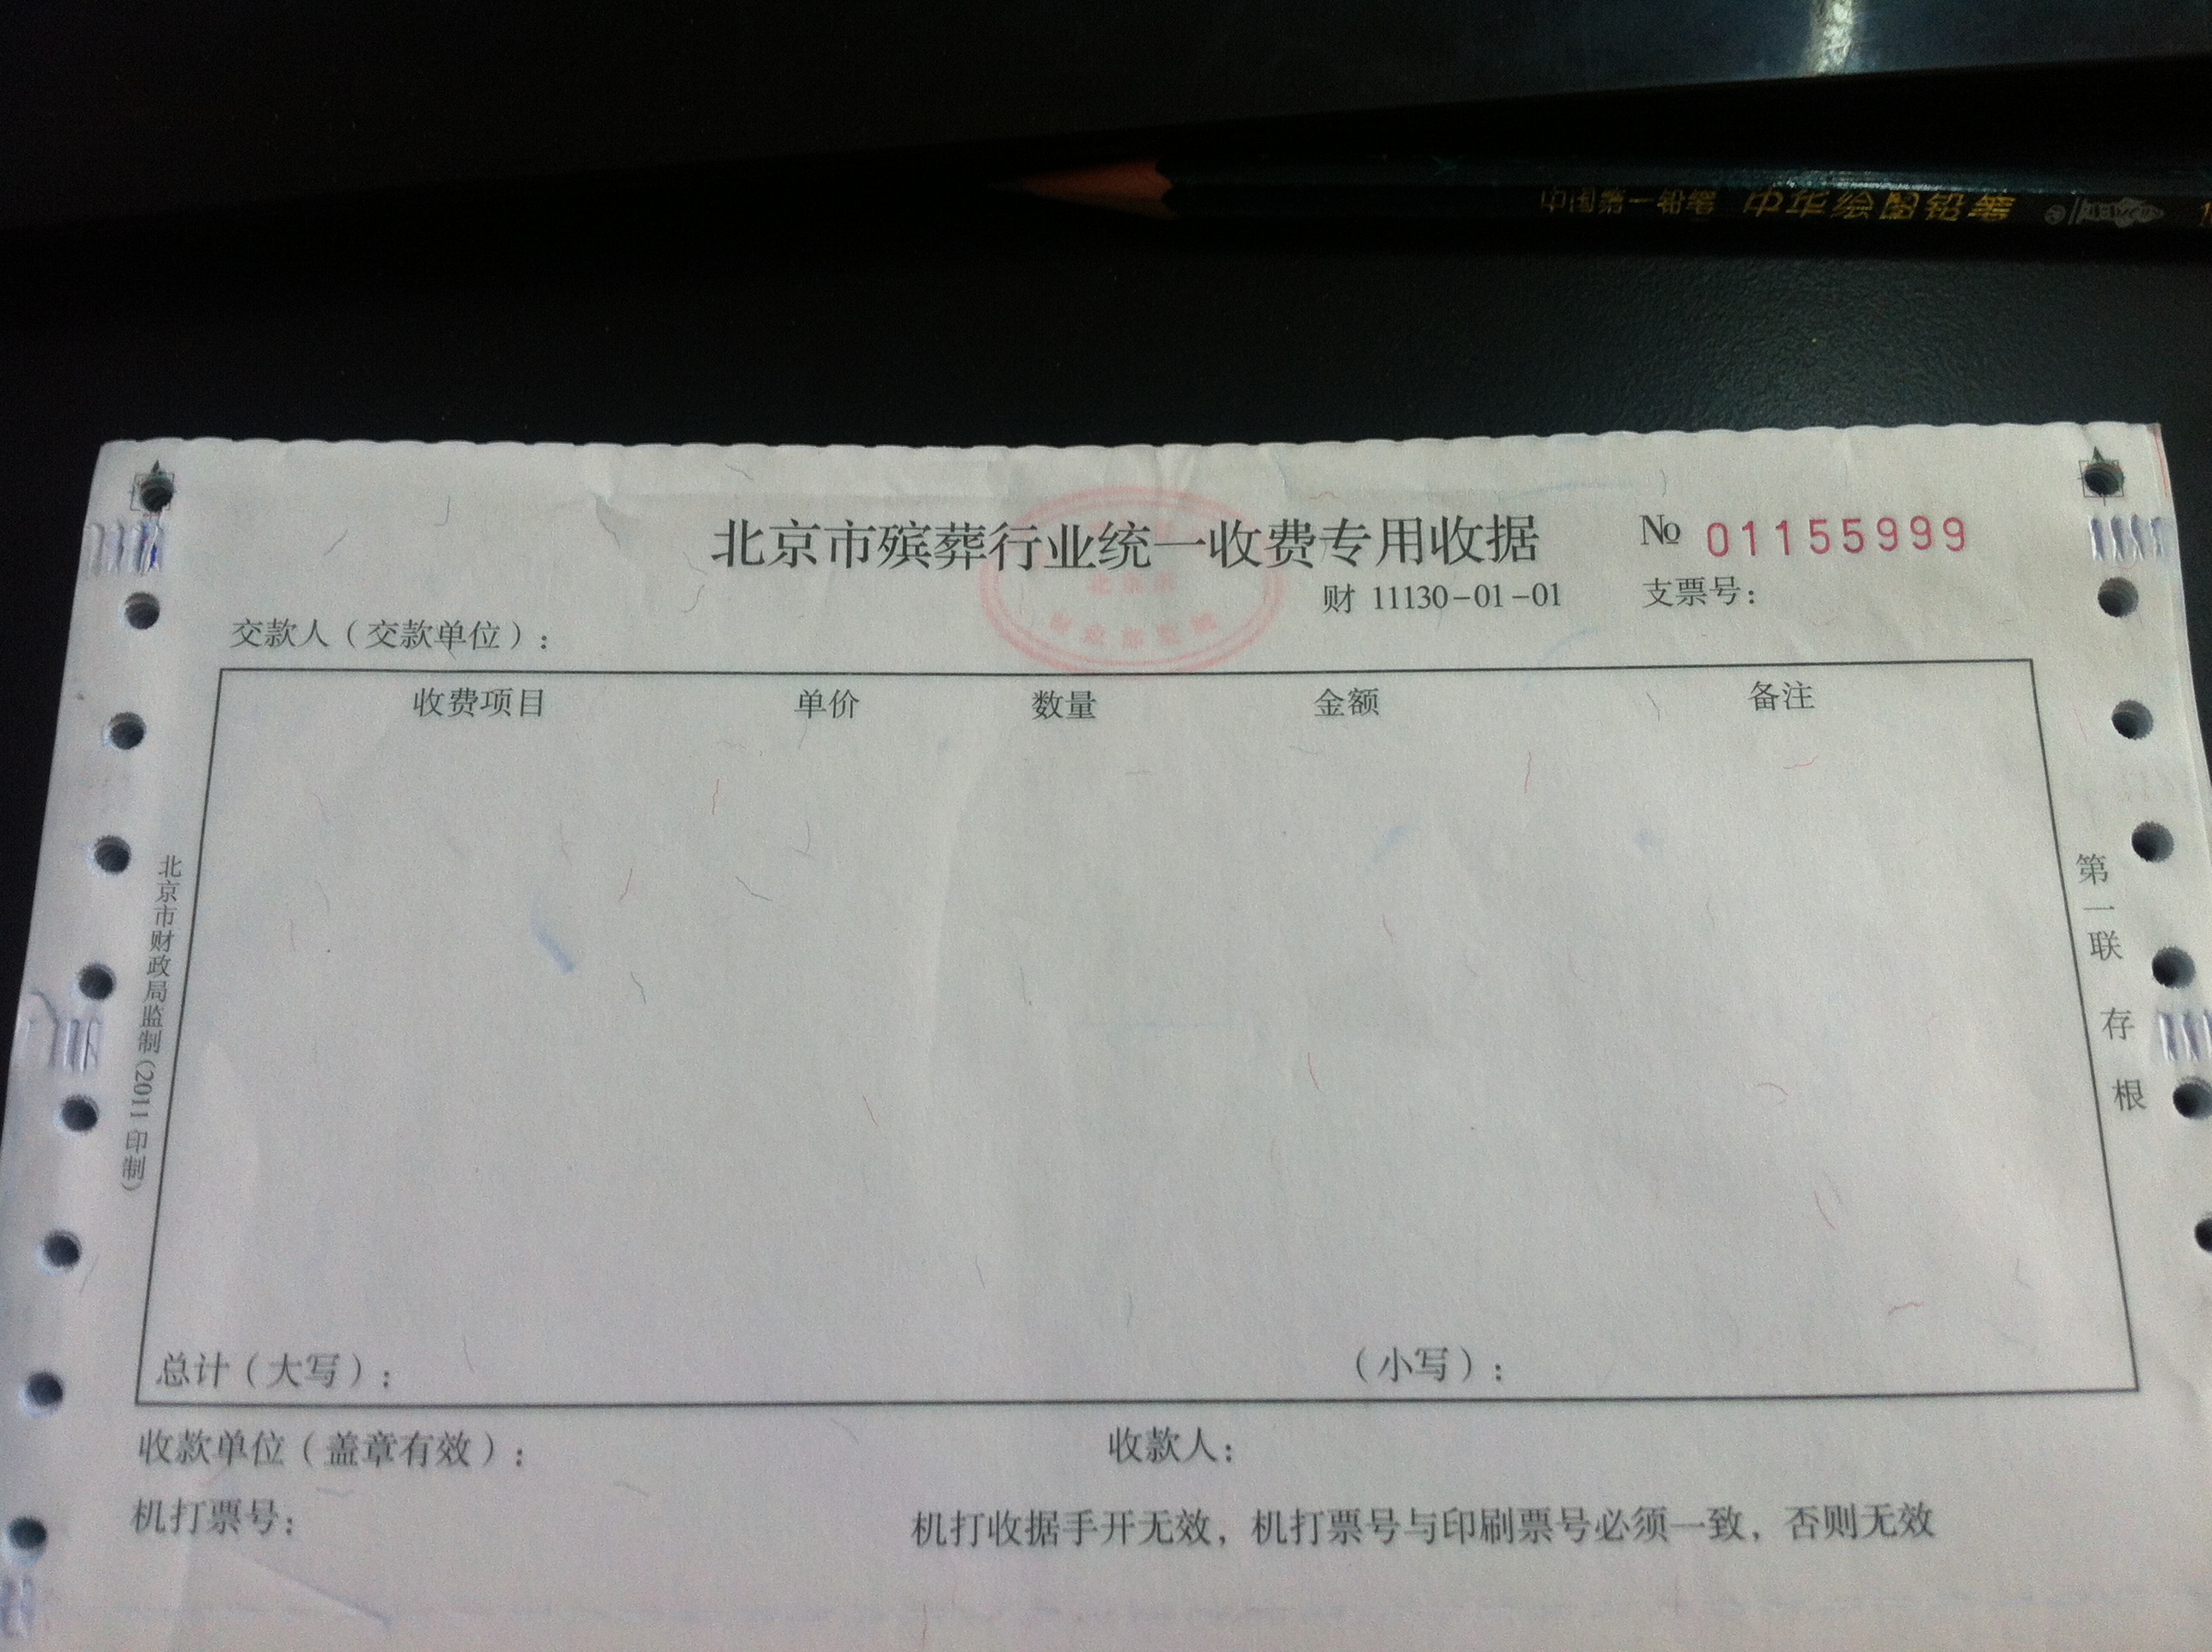 北京市殡葬行业统一收费专用收据
№ 01155999
财 11130-01-01
支票号：
交款人（交款单位）：
收费项目 单价 数量 金额 备注
总计（大写）： （小写）：
收款单位（盖章有效）： 收款人：
机打票号： 机打收据手开无效，机打票号与印刷票号必须一致，否则无效
北京市财政局监制（2011 印制）
第一联 存根
中国第一铅笔 中华绘图铅笔